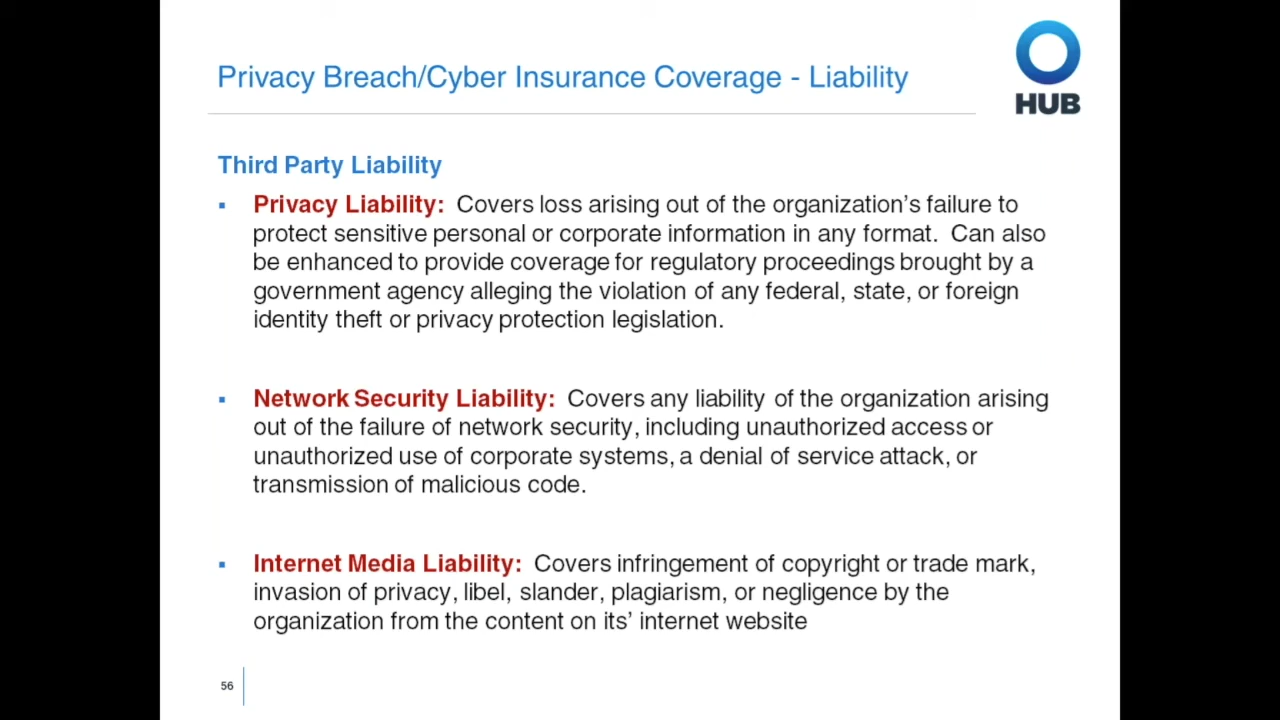 Privacy Breach/Cyber Insurance Coverage - Liability
HUB
Third Party Liability
▪ Privacy Liability: Covers loss arising out of the organization’s failure to
protect sensitive personal or corporate information in any format. Can also
be enhanced to provide coverage for regulatory proceedings brought by a
government agency alleging the violation of any federal, state, or foreign
identity theft or privacy protection legislation.
▪ Network Security Liability: Covers any liability of the organization arising
out of the failure of network security, including unauthorized access or
unauthorized use of corporate systems, a denial of service attack, or
transmission of malicious code.
▪ Internet Media Liability: Covers infringement of copyright or trade mark,
invasion of privacy, libel, slander, plagiarism, or negligence by the
organization from the content on its’ internet website
56